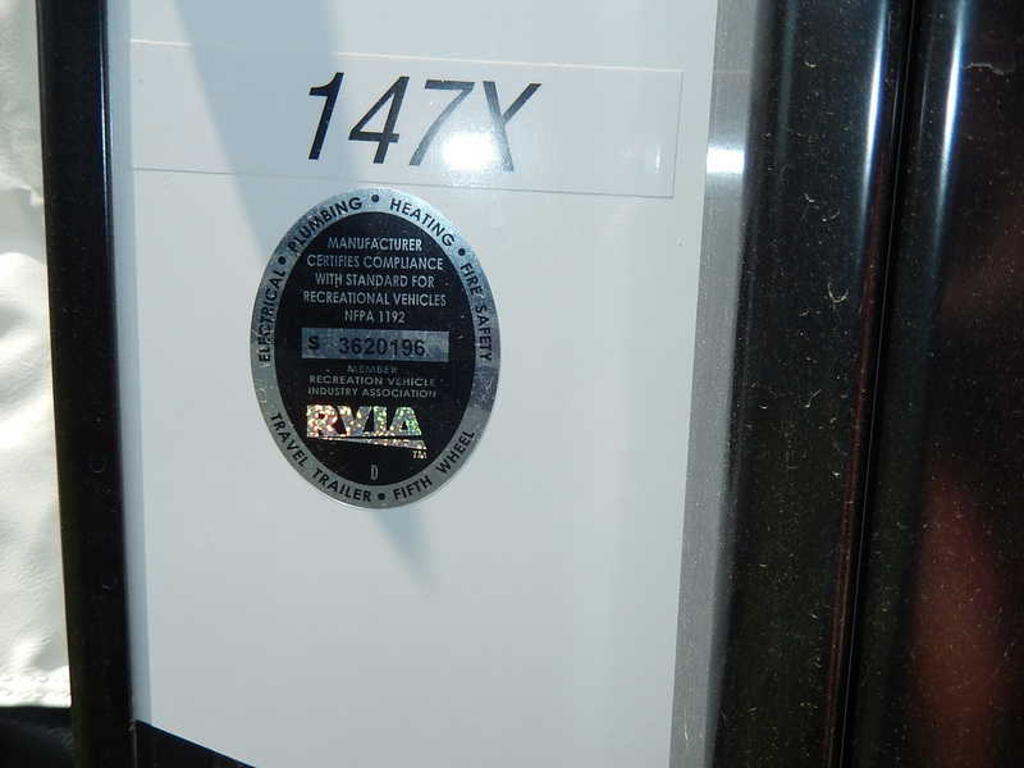 147X
ELECTRICAL • PLUMBING • HEATING • FIRE SAFETY
MANUFACTURER
CERTIFIES COMPLIANCE
WITH STANDARD FOR
RECREATIONAL VEHICLES
NFPA 1192
S 3620196
MEMBER
RECREATION VEHICLE
INDUSTRY ASSOCIATION
RVIA
TM
D
TRAVEL TRAILER • FIFTH WHEEL